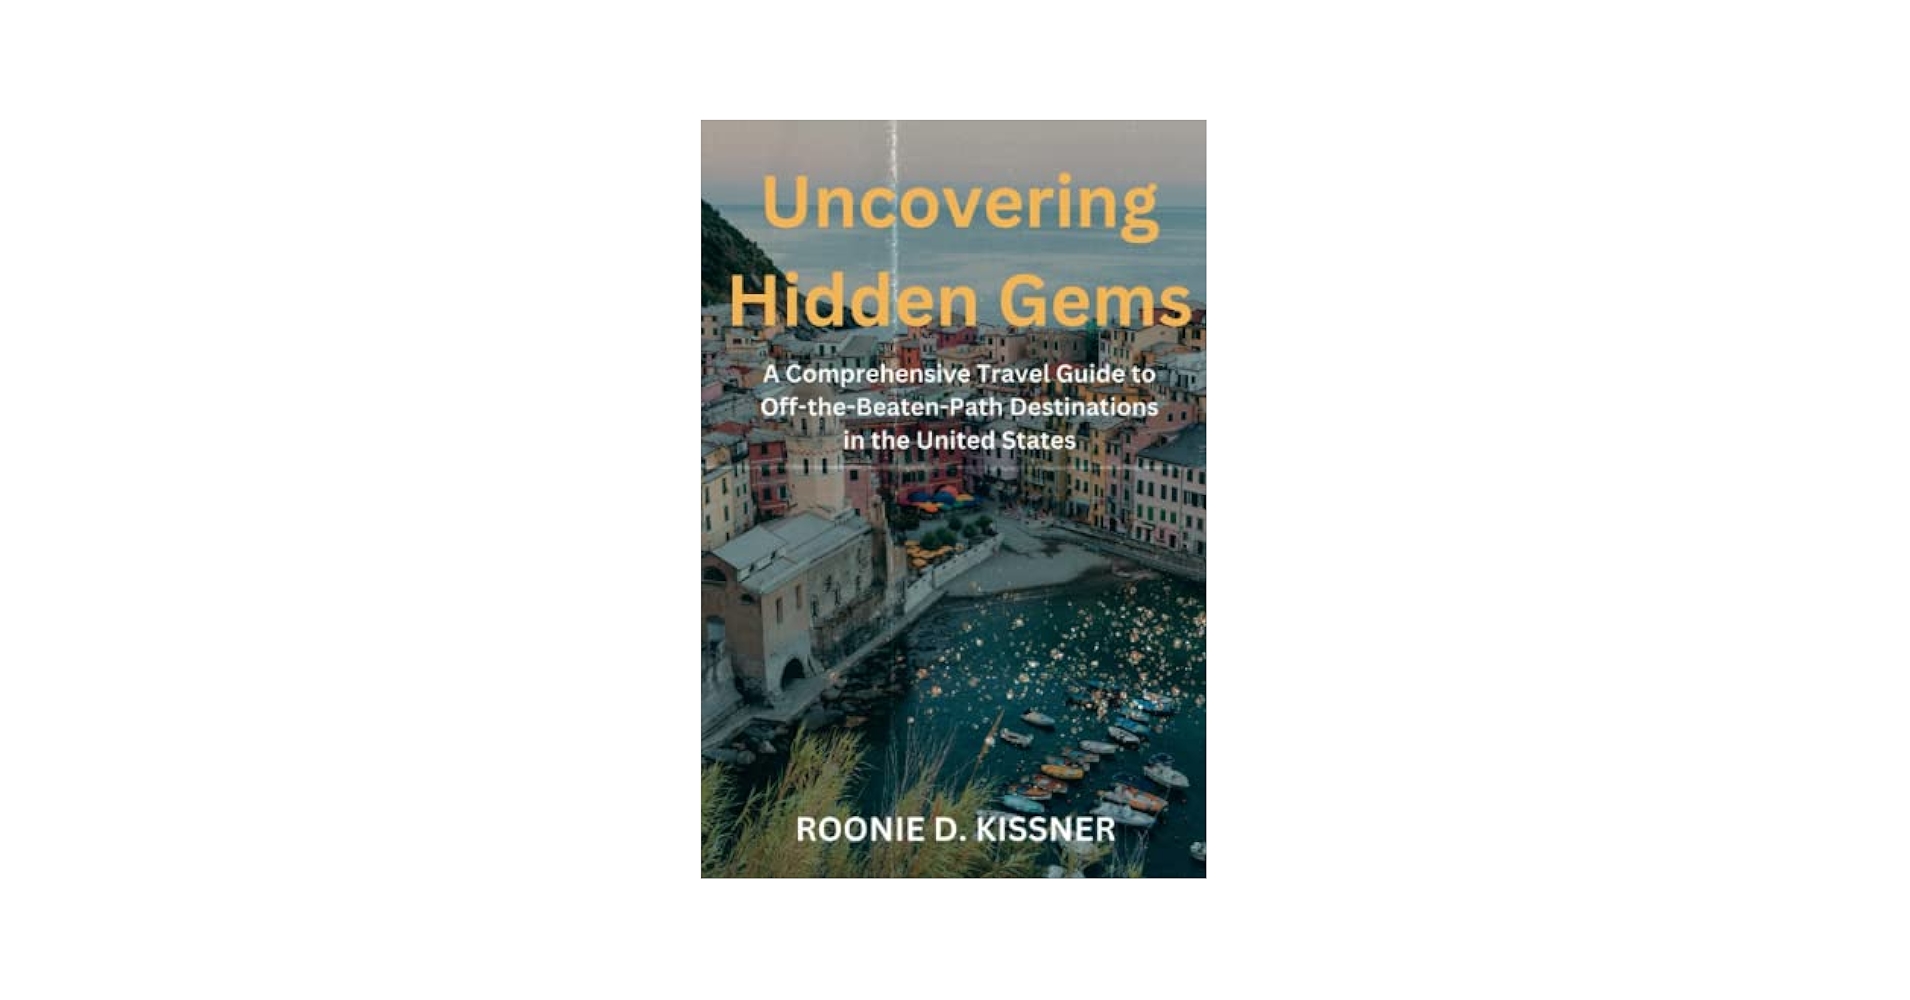 Uncovering
Hidden Gems
A Comprehensive Travel Guide to
Off-the-Beaten-Path Destinations
in the United States
ROONIE D. KISSNER